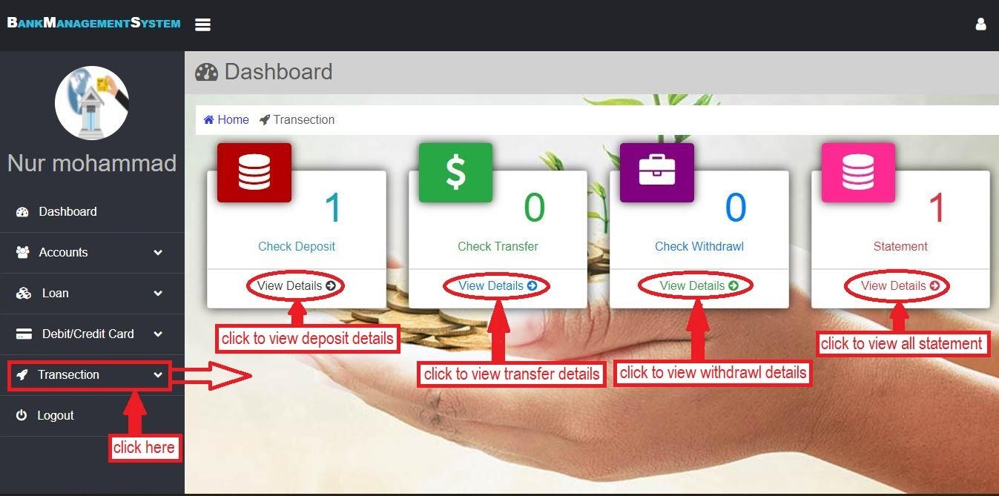 BANKMANAGEMENTSYSTEM
Dashboard
Nur mohammad
Home Transection
Dashboard
Accounts
Loan
Debit/Credit Card
Transection
Logout
click here
1
Check Deposit
View Details
click to view deposit details
0
Check Transfer
View Details
click to view transfer details
0
Check Withdrawl
View Details
click to view withdrawl details
1
Statement
View Details
click to view all statement